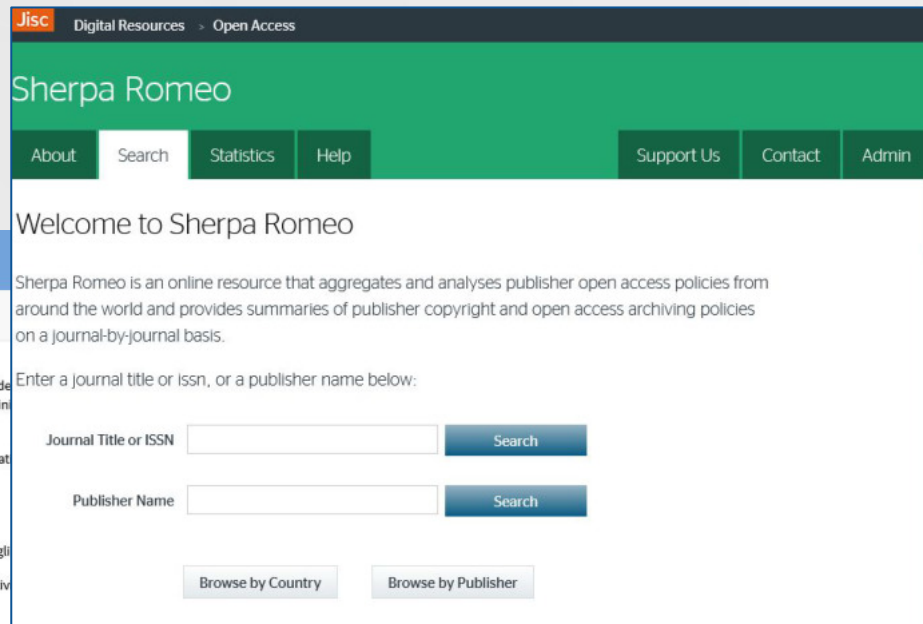 Jisc Digital Resources > Open Access
Sherpa Romeo
About Search Statistics Help Support Us Contact Admin
Welcome to Sherpa Romeo
Sherpa Romeo is an online resource that aggregates and analyses publisher open access policies from
around the world and provides summaries of publisher copyright and open access archiving policies
on a journal-by-journal basis.
Enter a journal title or issn, or a publisher name below:
Journal Title or ISSN Search
Publisher Name Search
Browse by Country Browse by Publisher